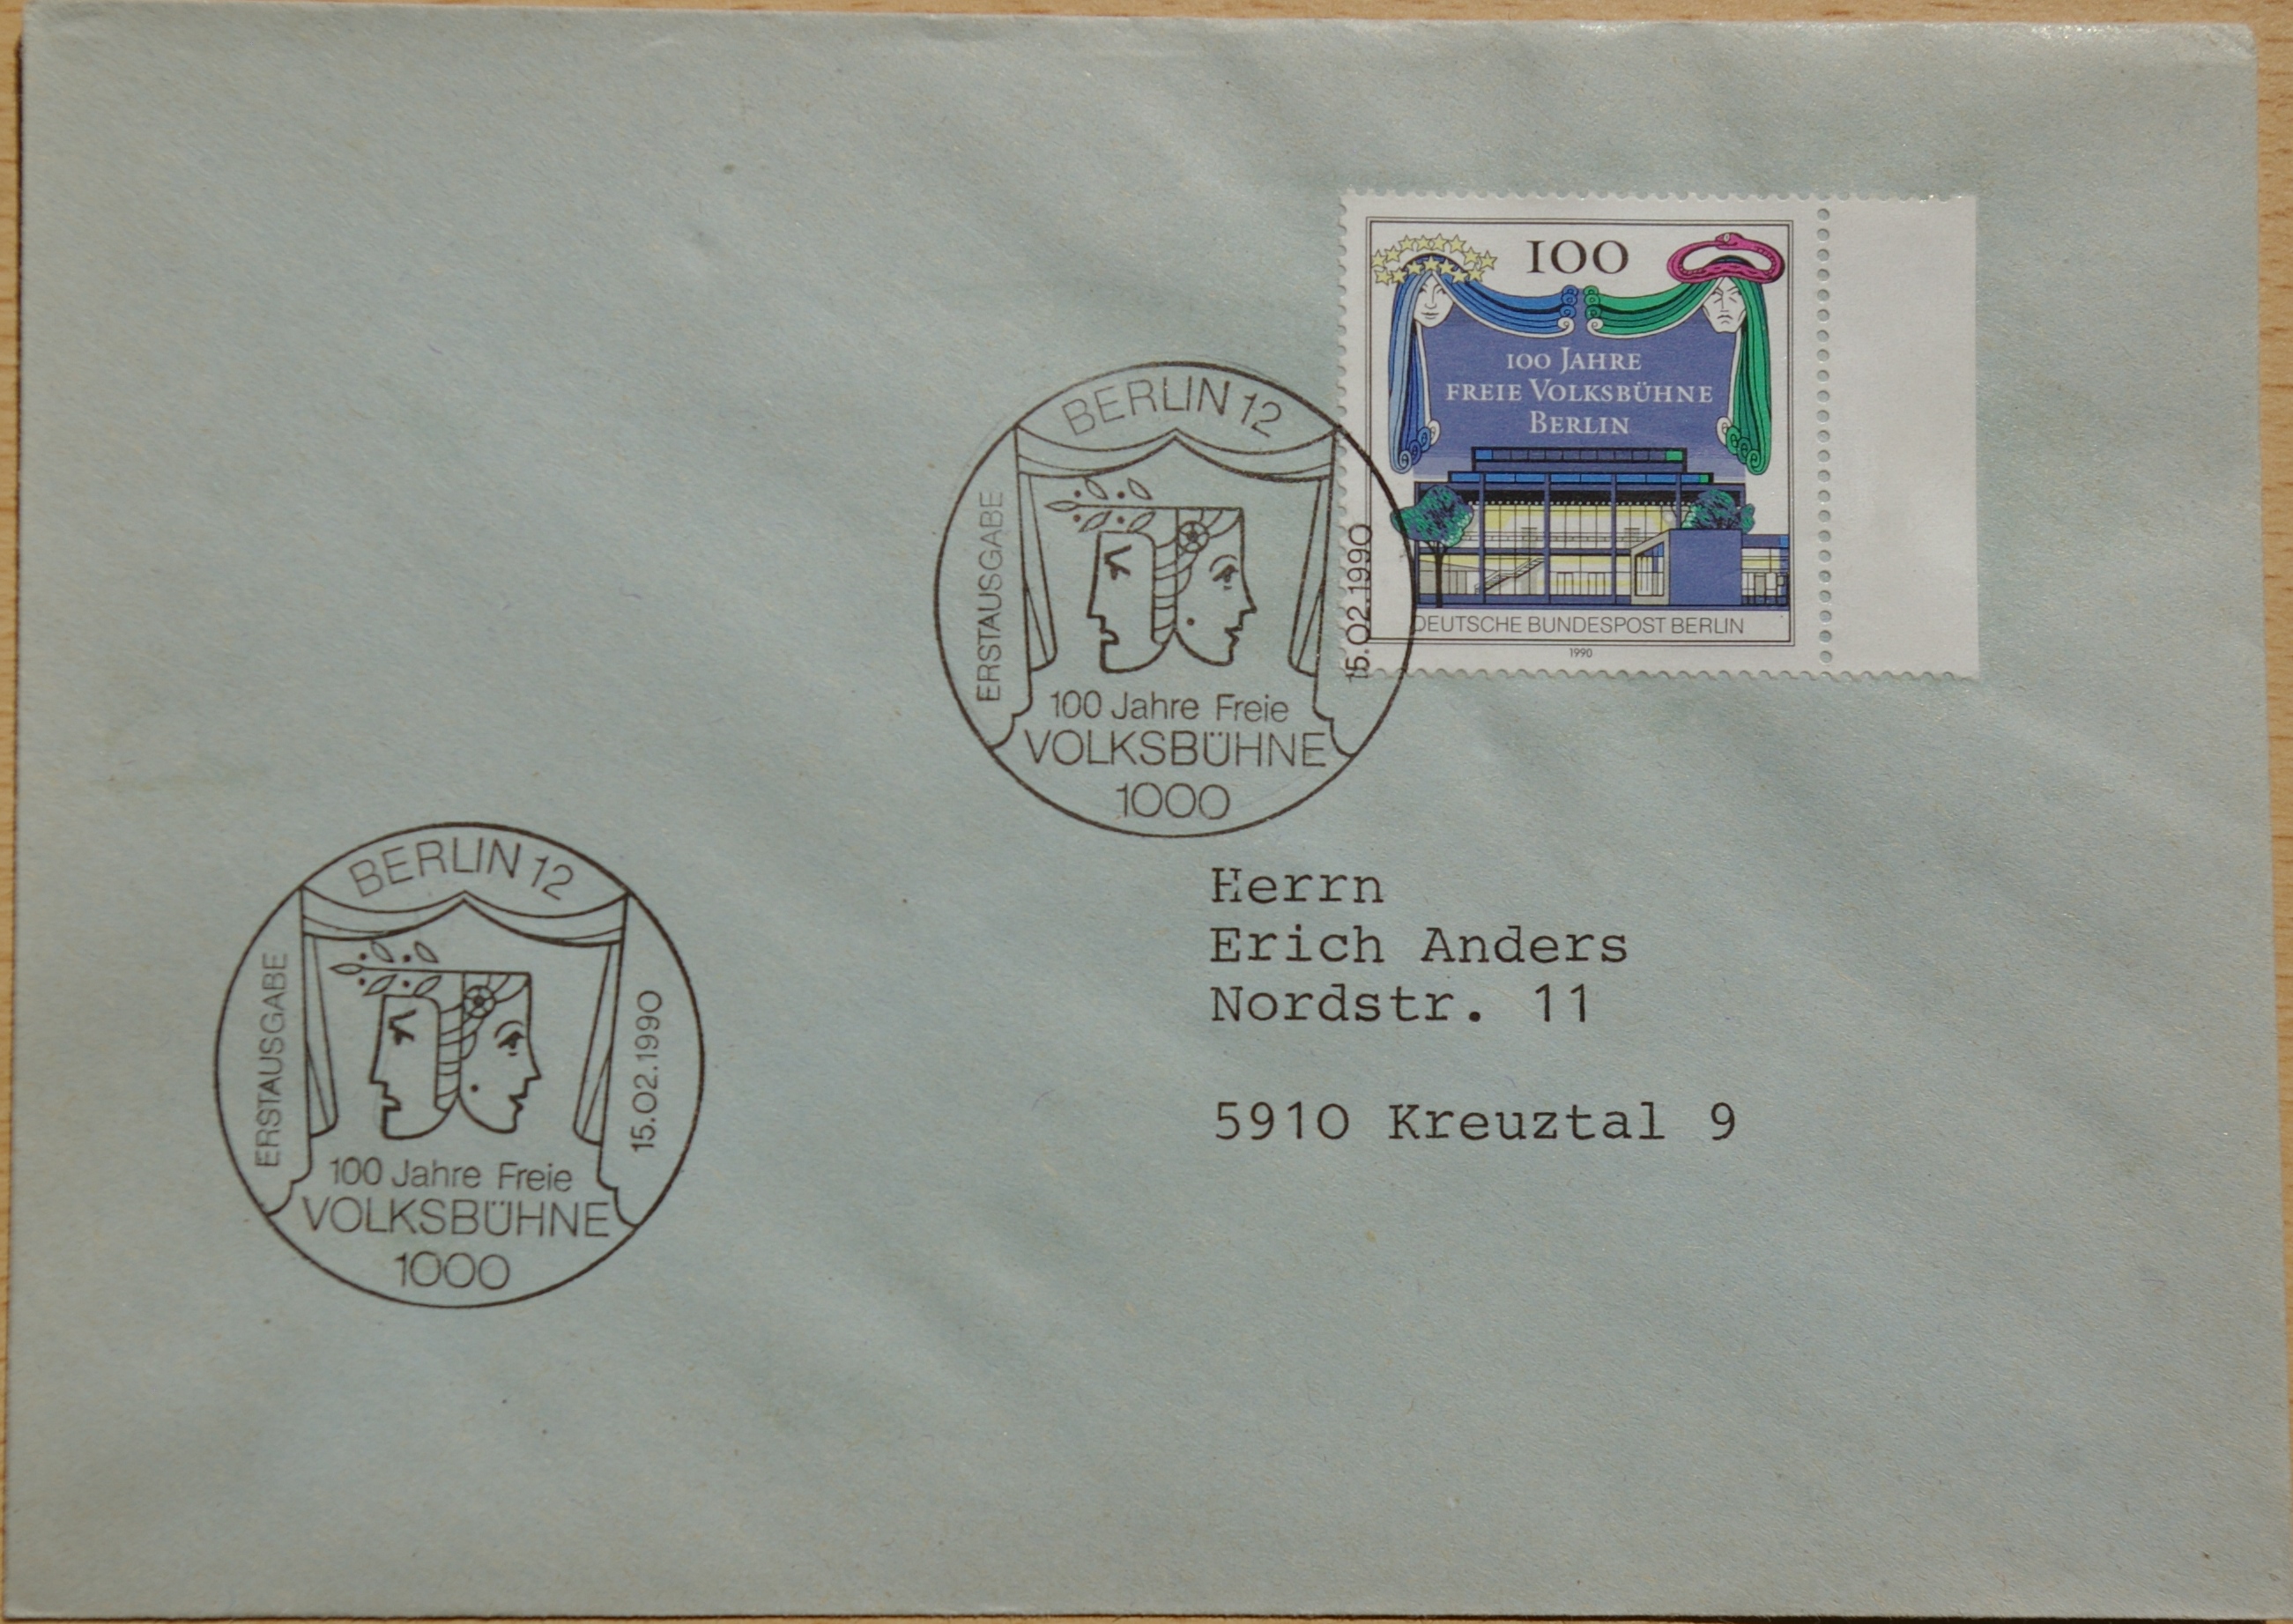 100
100 JAHRE
FREIE VOLKSBÜHNE
BERLIN
DEUTSCHE BUNDESPOST BERLIN
1990
BERLIN 12
ERSTAUSGABE
15.02.1990
100 Jahre Freie
VOLKSBÜHNE
1000
Herrn
Erich Anders
Nordstr. 11
5910 Kreuztal 9
BERLIN 12
ERSTAUSGABE
15.02.1990
100 Jahre Freie
VOLKSBÜHNE
1000